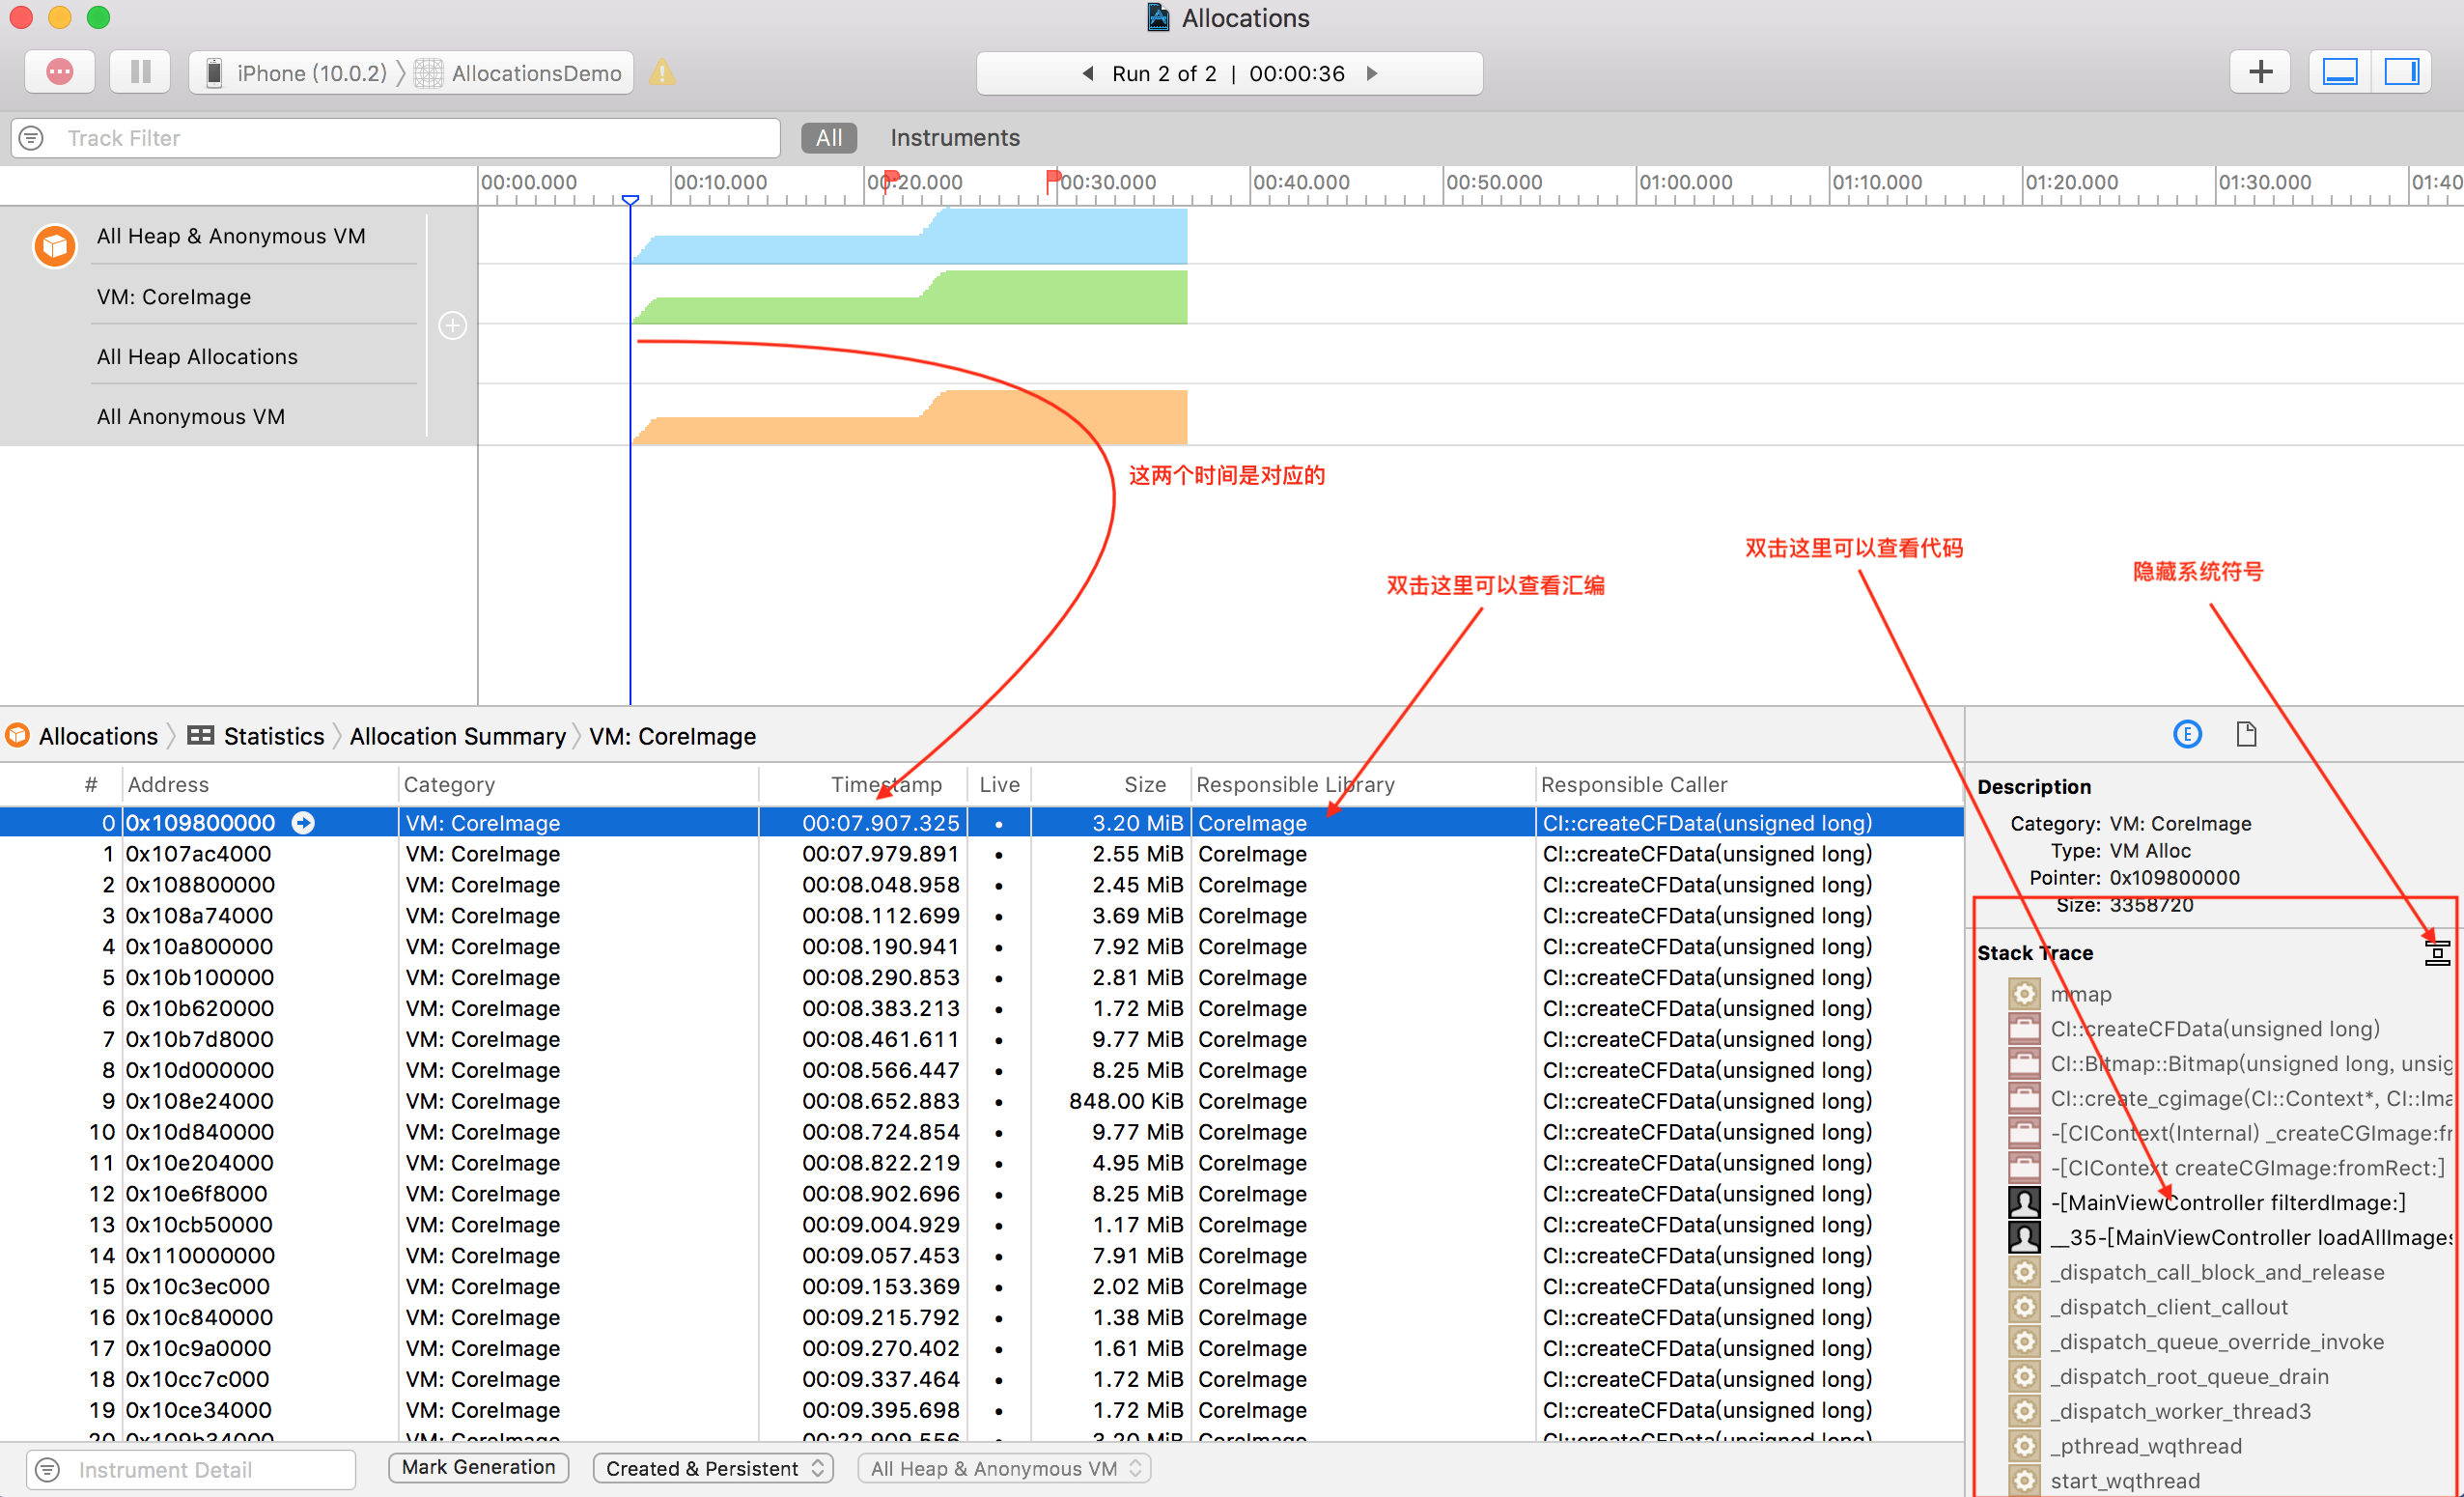 Allocations
iPhone (10.0.2) AllocationsDemo
Run 2 of 2 | 00:00:36
Track Filter All Instruments
00:00.000 00:10.000 00:20.000 00:30.000 00:40.000 00:50.000 01:00.000 01:10.000 01:20.000 01:30.000 01:40
All Heap & Anonymous VM
VM: CoreImage
All Heap Allocations
All Anonymous VM
这两个时间是对应的
双击这里可以查看汇编
双击这里可以查看代码
隐藏系统符号
Allocations Statistics Allocation Summary VM: CoreImage
# Address Category Timestamp Live Size Responsible Library Responsible Caller
0 0x109800000 VM: CoreImage 00:07.907.325 • 3.20 MiB CoreImage CI::createCFData(unsigned long)
1 0x107ac4000 VM: CoreImage 00:07.979.891 • 2.55 MiB CoreImage CI::createCFData(unsigned long)
2 0x108800000 VM: CoreImage 00:08.048.958 • 2.45 MiB CoreImage CI::createCFData(unsigned long)
3 0x108a74000 VM: CoreImage 00:08.112.699 • 3.69 MiB CoreImage CI::createCFData(unsigned long)
4 0x10a800000 VM: CoreImage 00:08.190.941 • 7.92 MiB CoreImage CI::createCFData(unsigned long)
5 0x10b100000 VM: CoreImage 00:08.290.853 • 2.81 MiB CoreImage CI::createCFData(unsigned long)
6 0x10b620000 VM: CoreImage 00:08.383.213 • 1.72 MiB CoreImage CI::createCFData(unsigned long)
7 0x10b7d8000 VM: CoreImage 00:08.461.611 • 9.77 MiB CoreImage CI::createCFData(unsigned long)
8 0x10d000000 VM: CoreImage 00:08.566.447 • 8.25 MiB CoreImage CI::createCFData(unsigned long)
9 0x108e24000 VM: CoreImage 00:08.652.883 • 848.00 KiB CoreImage CI::createCFData(unsigned long)
10 0x10d840000 VM: CoreImage 00:08.724.854 • 9.77 MiB CoreImage CI::createCFData(unsigned long)
11 0x10e204000 VM: CoreImage 00:08.822.219 • 4.95 MiB CoreImage CI::createCFData(unsigned long)
12 0x10e6f8000 VM: CoreImage 00:08.902.696 • 8.25 MiB CoreImage CI::createCFData(unsigned long)
13 0x10cb50000 VM: CoreImage 00:09.004.929 • 1.17 MiB CoreImage CI::createCFData(unsigned long)
14 0x110000000 VM: CoreImage 00:09.057.453 • 7.91 MiB CoreImage CI::createCFData(unsigned long)
15 0x10c3ec000 VM: CoreImage 00:09.153.369 • 2.02 MiB CoreImage CI::createCFData(unsigned long)
16 0x10c840000 VM: CoreImage 00:09.215.792 • 1.38 MiB CoreImage CI::createCFData(unsigned long)
17 0x10c9a0000 VM: CoreImage 00:09.270.402 • 1.61 MiB CoreImage CI::createCFData(unsigned long)
18 0x10cc7c000 VM: CoreImage 00:09.337.464 • 1.72 MiB CoreImage CI::createCFData(unsigned long)
19 0x10ce34000 VM: CoreImage 00:09.395.698 • 1.72 MiB CoreImage CI::createCFData(unsigned long)
20 0x109b34000 VM: CoreImage 00:22.909.556 • 3.20 MiB CoreImage CI::createCFData(unsigned long)
Instrument Detail Mark Generation Created & Persistent All Heap & Anonymous VM
E
Description
Category: VM: CoreImage
Type: VM Alloc
Pointer: 0x109800000
Size: 3358720
Stack Trace
mmap
CI::createCFData(unsigned long)
CI::Bitmap::Bitmap(unsigned long, unsig
CI::create_cgimage(CI::Context*, CI::Ima
-[CIContext(Internal) _createCGImage:fr
-[CIContext createCGImage:fromRect:]
-[MainViewController filterdImage:]
__35-[MainViewController loadAllImages
_dispatch_call_block_and_release
_dispatch_client_callout
_dispatch_queue_override_invoke
_dispatch_root_queue_drain
_dispatch_worker_thread3
_pthread_wqthread
start_wqthread